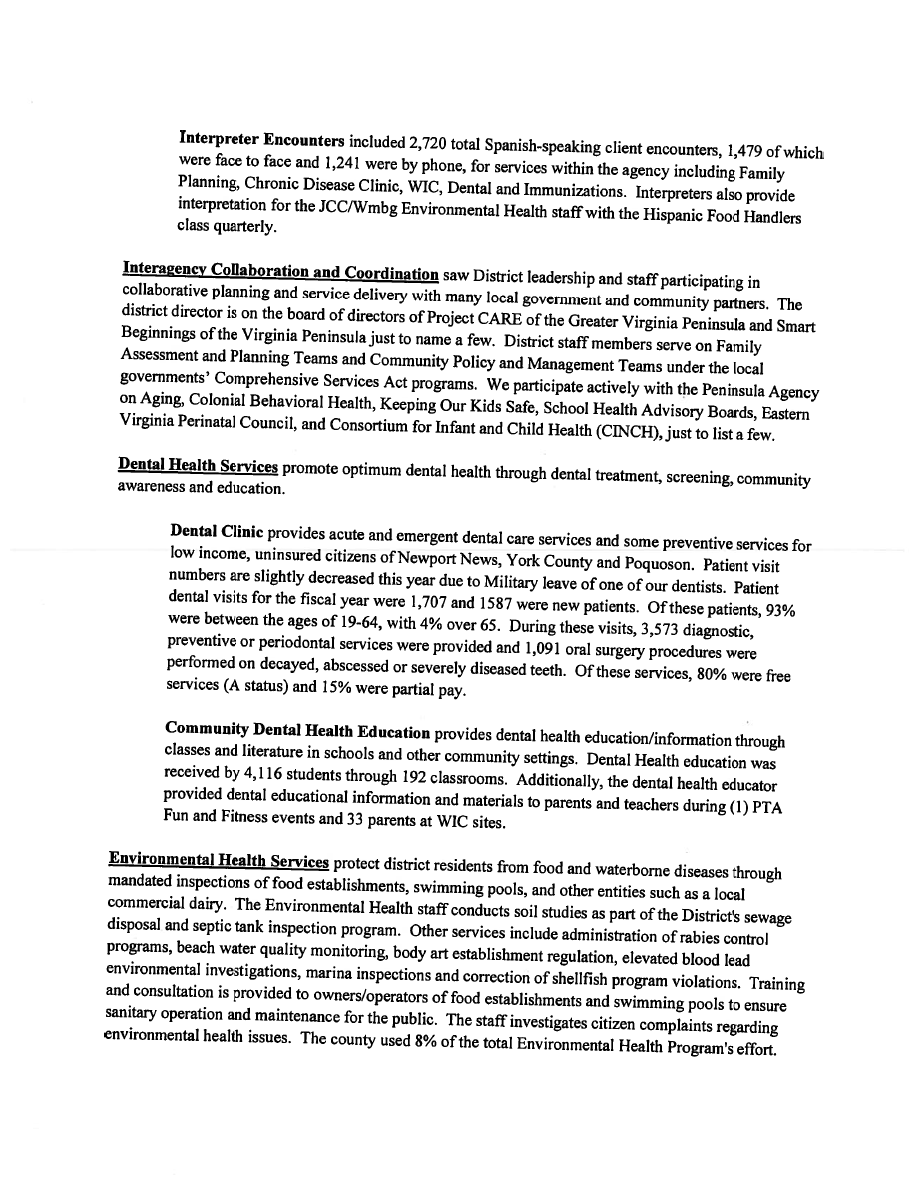 Interpreter Encounters included 2,720 total Spanish-speaking client encounters, 1,479 of which
were face to face and 1,241 were by phone, for services within the agency including Family
Planning, Chronic Disease Clinic, WIC, Dental and Immunizations. Interpreters also provide
interpretation for the JCC/Wmbg Environmental Health staff with the Hispanic Food Handlers
class quarterly.
Interagency Collaboration and Coordination saw District leadership and staff participating in
collaborative planning and service delivery with many local government and community partners. The
district director is on the board of directors of Project CARE of the Greater Virginia Peninsula and Smart
Beginnings of the Virginia Peninsula just to name a few. District staff members serve on Family
Assessment and Planning Teams and Community Policy and Management Teams under the local
governments' Comprehensive Services Act programs. We participate actively with the Peninsula Agency
on Aging, Colonial Behavioral Health, Keeping Our Kids Safe, School Health Advisory Boards, Eastern
Virginia Perinatal Council, and Consortium for Infant and Child Health (CINCH), just to list a few.
Dental Health Services promote optimum dental health through dental treatment, screening, community
awareness and education.
Dental Clinic provides acute and emergent dental care services and some preventive services for
low income, uninsured citizens of Newport News, York County and Poquoson. Patient visit
numbers are slightly decreased this year due to Military leave of one of our dentists. Patient
dental visits for the fiscal year were 1,707 and 1587 were new patients. Of these patients, 93%
were between the ages of 19-64, with 4% over 65. During these visits, 3,573 diagnostic,
preventive or periodontal services were provided and 1,091 oral surgery procedures were
performed on decayed, abscessed or severely diseased teeth. Of these services, 80% were free
services (A status) and 15% were partial pay.
Community Dental Health Education provides dental health education/information through
classes and literature in schools and other community settings. Dental Health education was
received by 4,116 students through 192 classrooms. Additionally, the dental health educator
provided dental educational information and materials to parents and teachers during (1) PTA
Fun and Fitness events and 33 parents at WIC sites.
Environmental Health Services protect district residents from food and waterborne diseases through
mandated inspections of food establishments, swimming pools, and other entities such as a local
commercial dairy. The Environmental Health staff conducts soil studies as part of the District's sewage
disposal and septic tank inspection program. Other services include administration of rabies control
programs, beach water quality monitoring, body art establishment regulation, elevated blood lead
environmental investigations, marina inspections and correction of shellfish program violations. Training
and consultation is provided to owners/operators of food establishments and swimming pools to ensure
sanitary operation and maintenance for the public. The staff investigates citizen complaints regarding
environmental health issues. The county used 8% of the total Environmental Health Program's effort.